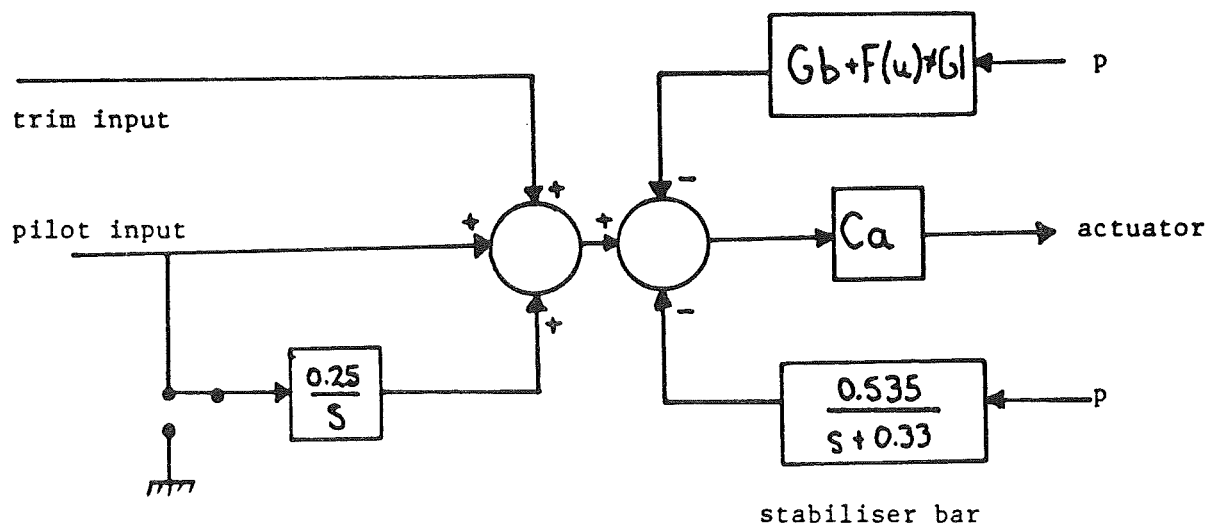 Gb+F(u)*Gl
p
trim input
+
-
pilot input
+
+
Ca
actuator
+
-
0.25
S
0.535
s+0.33
p
stabiliser bar